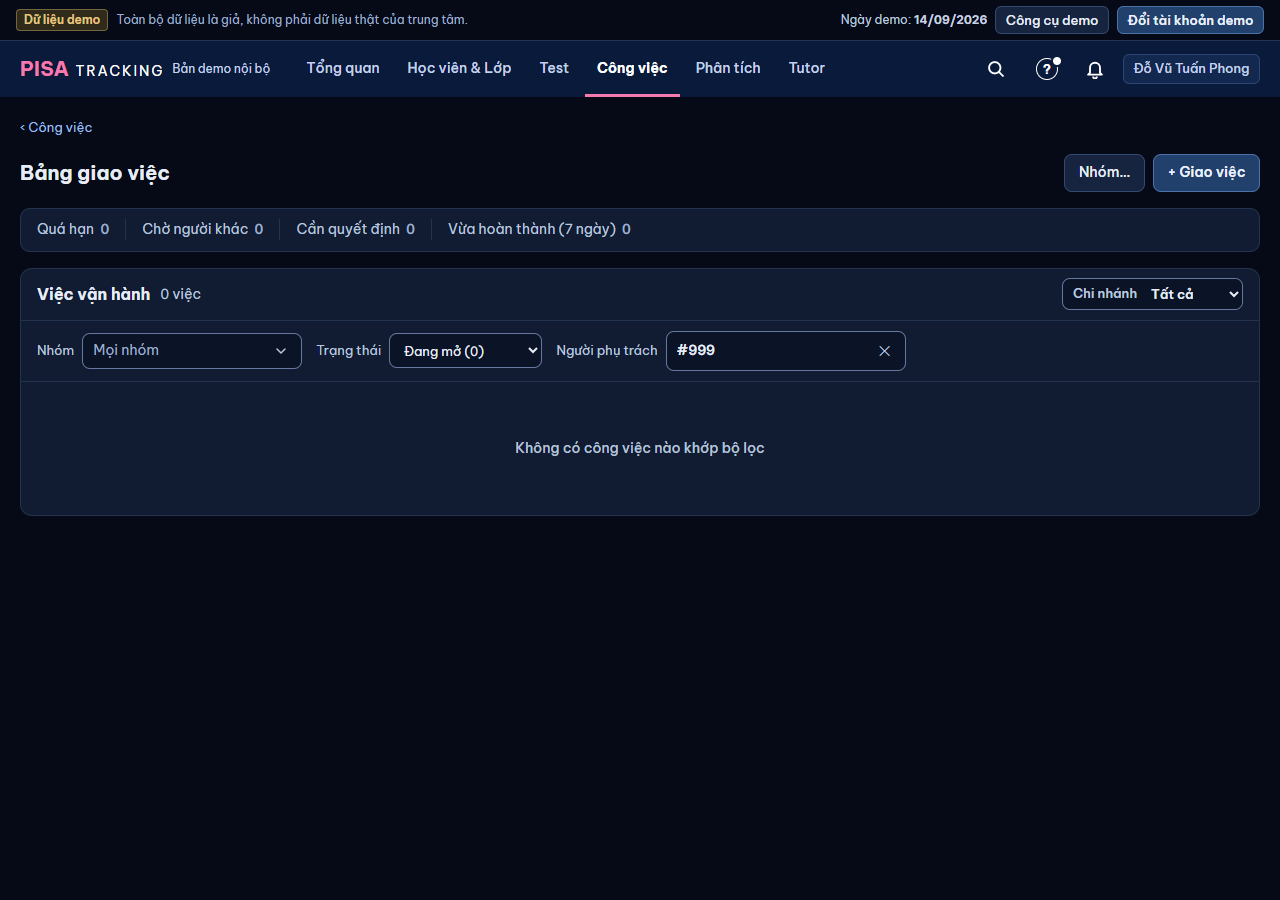 Dữ liệu demo Toàn bộ dữ liệu là giả, không phải dữ liệu thật của trung tâm. Ngày demo: 14/09/2026 Công cụ demo Đổi tài khoản demo
PISA TRACKING Bản demo nội bộ Tổng quan Học viên & Lớp Test Công việc Phân tích Tutor ? Đỗ Vũ Tuấn Phong
‹ Công việc
Bảng giao việc Nhóm... + Giao việc
Quá hạn 0 Chờ người khác 0 Cần quyết định 0 Vừa hoàn thành (7 ngày) 0
Việc vận hành 0 việc Chi nhánh Tất cả
Nhóm Mọi nhóm Trạng thái Đang mở (0) Người phụ trách #999
Không có công việc nào khớp bộ lọc